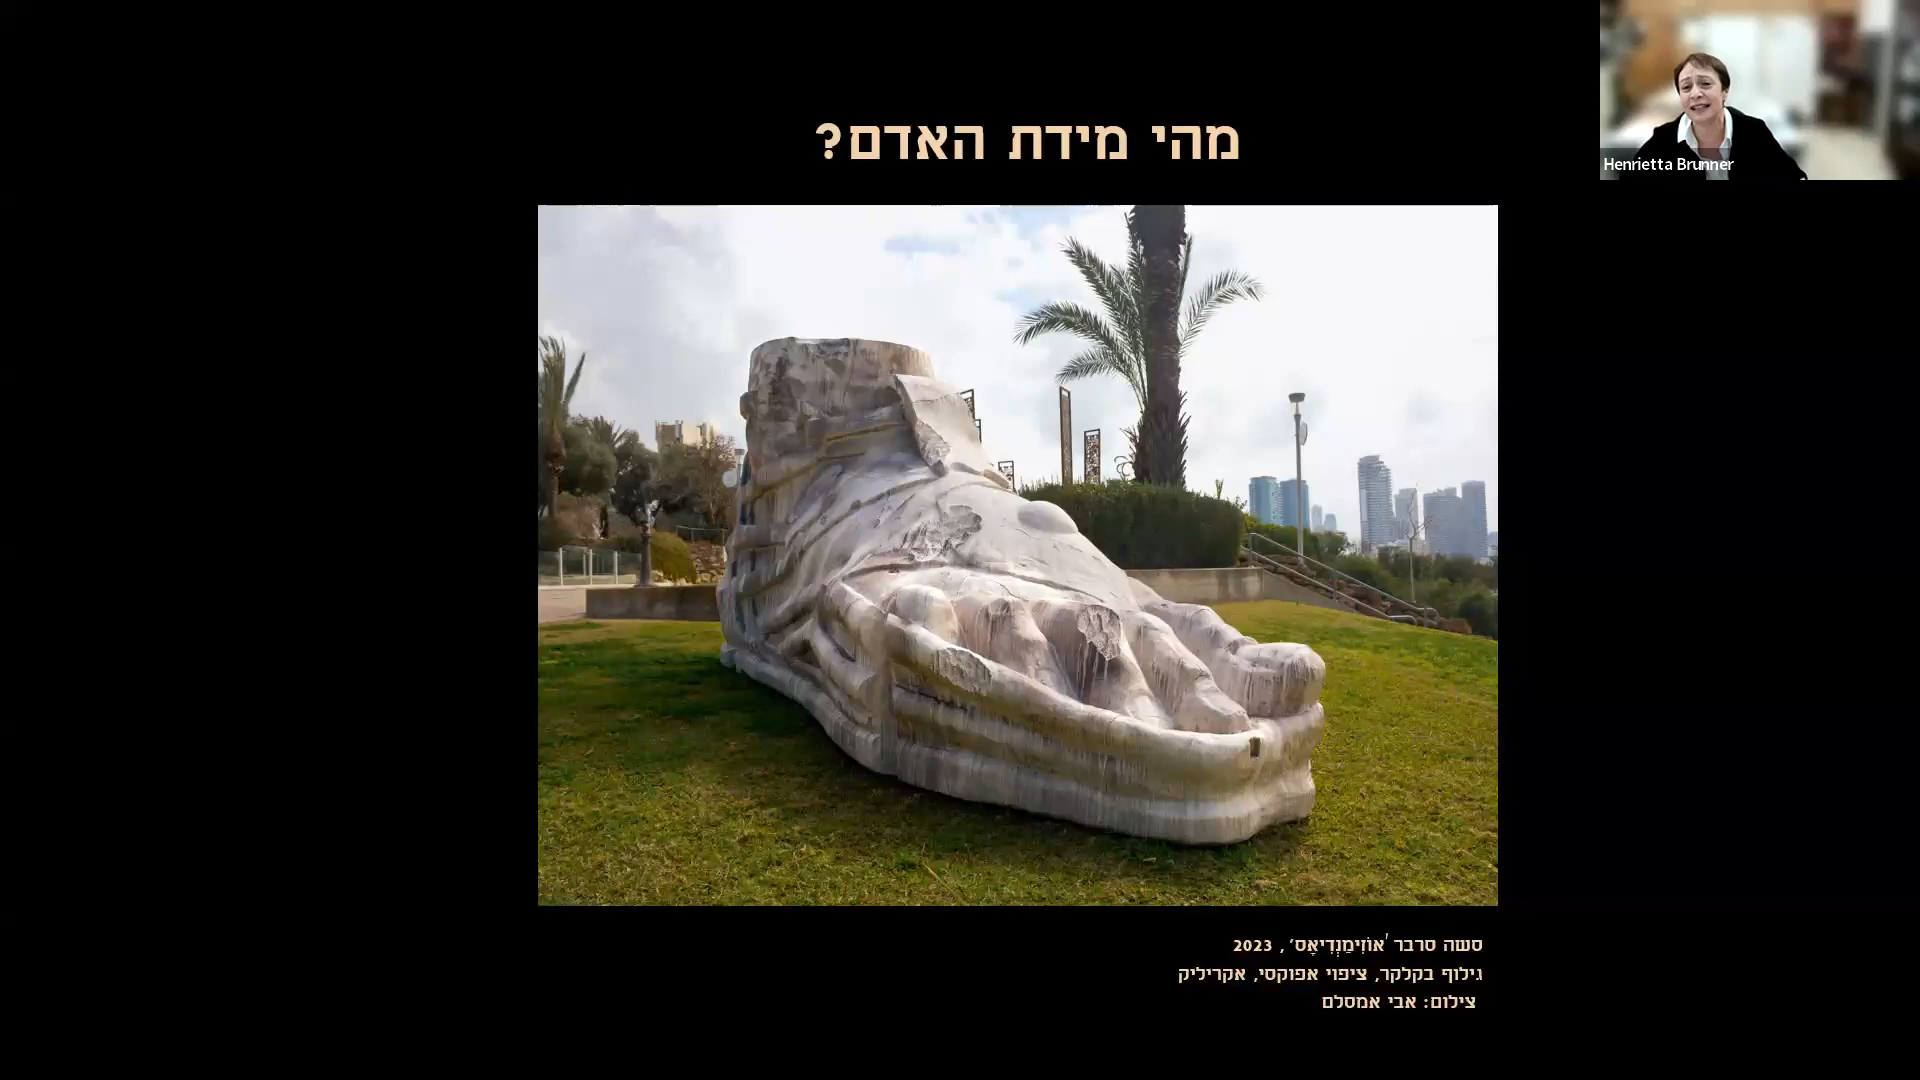 מהי מידת האדם?
Henrietta Brunner
סשה סרבר 'אוֹזִימַנְדִיאָס', 2023
גילוף בקלקר, ציפוי אפוקסי, אקריליק
צילום: אבי אמסלם